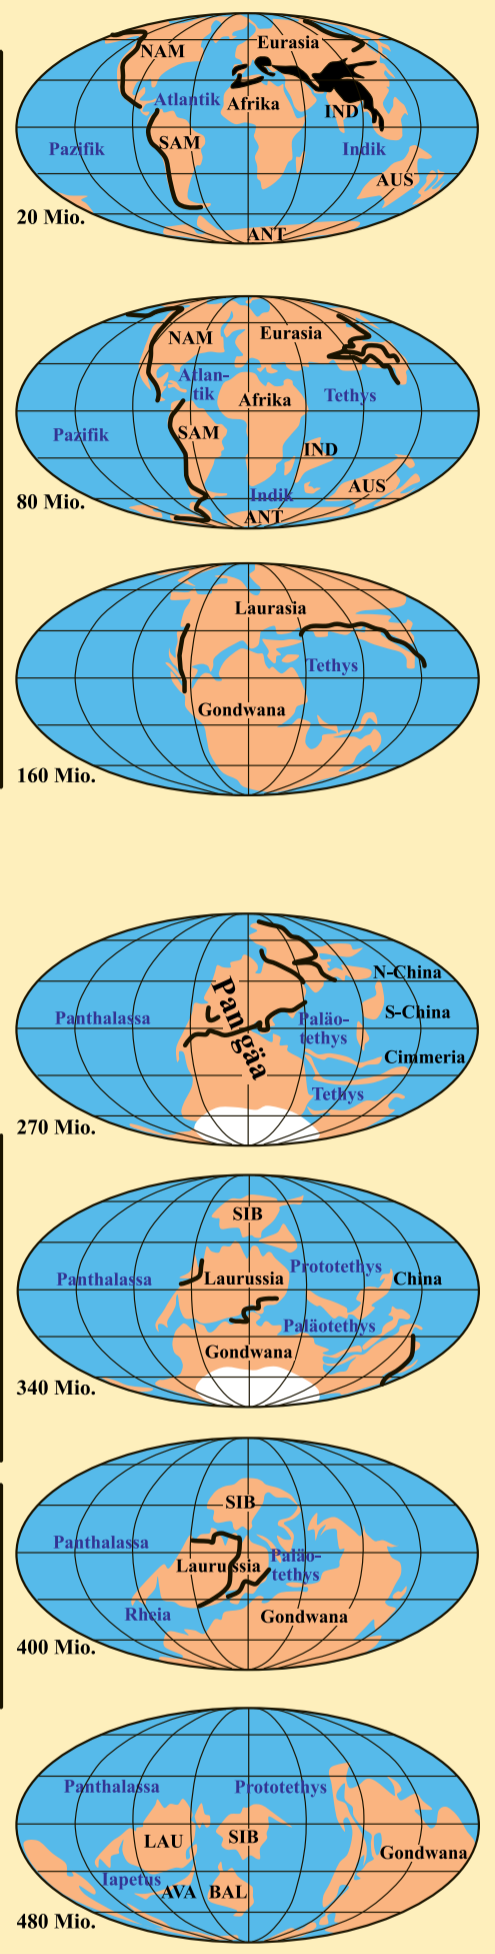 NAM
Eurasia
Atlantik
Afrika
IND
Pazifik
SAM
Indik
AUS
20 Mio.
ANT
NAM
Eurasia
Atlan-
tik
Tethys
Afrika
Pazifik
SAM
IND
AUS
Indik
80 Mio.
ANT
Laurasia
Tethys
Gondwana
160 Mio.
N-China
Pangäa
Panthalassa
Paläo-
tethys
S-China
Cimmeria
Tethys
270 Mio.
SIB
Prototethys
Panthalassa
Laurussia
China
Paläotethys
Gondwana
340 Mio.
SIB
Panthalassa
Laurussia
Paläo-
tethys
Rheia
Gondwana
400 Mio.
Panthalassa
Prototethys
LAU
SIB
Gondwana
Iapetus
AVA
BAL
480 Mio.